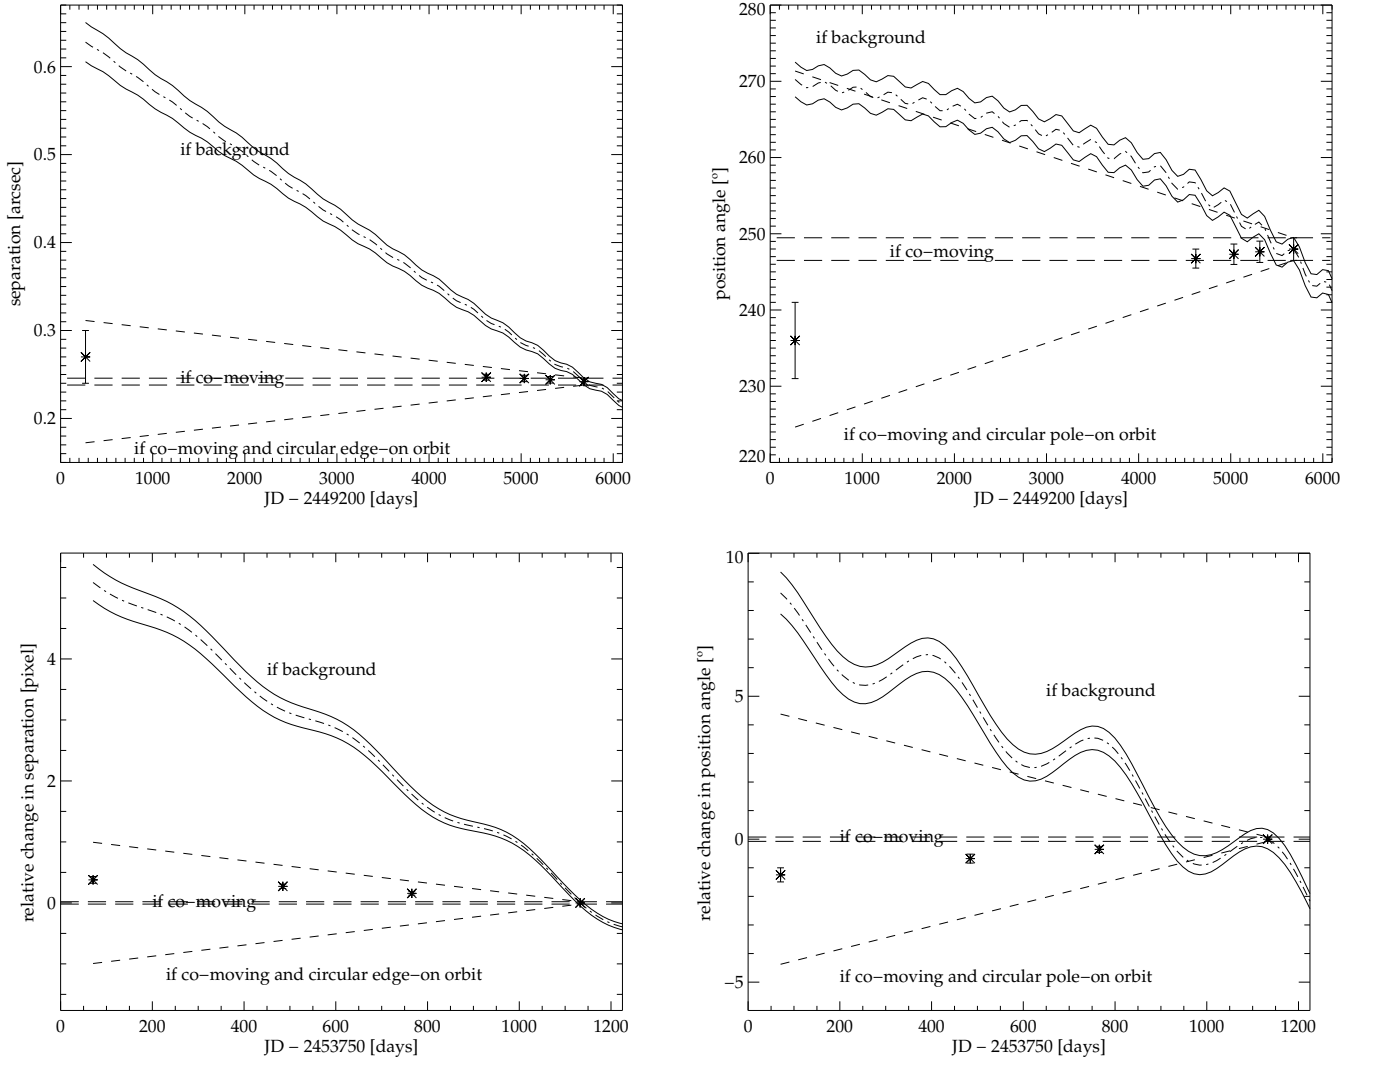 0.6
0.5
0.4
0.3
0.2
0
1000
2000
3000
4000
5000
6000
separation [arcsec]
JD − 2449200 [days]
if background
if co−moving
if co−moving and circular edge−on orbit
280
270
260
250
240
230
220
0
1000
2000
3000
4000
5000
6000
position angle [°]
JD − 2449200 [days]
if background
if co−moving
if co−moving and circular pole−on orbit
4
2
0
0
200
400
600
800
1000
1200
relative change in separation [pixel]
JD − 2453750 [days]
if background
if co−moving
if co−moving and circular edge−on orbit
10
5
0
−5
0
200
400
600
800
1000
1200
relative change in position angle [°]
JD − 2453750 [days]
if background
if co−moving
if co−moving and circular pole−on orbit